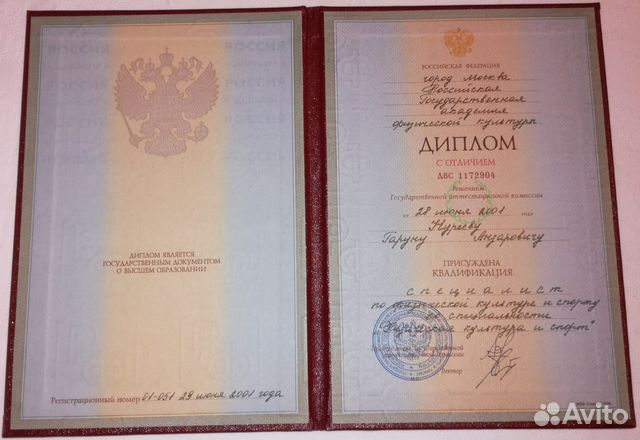 РОССИЯ
РОССИЯ
ДИПЛОМ ЯВЛЯЕТСЯ
ГОСУДАРСТВЕННЫМ ДОКУМЕНТОМ
О ВЫСШЕМ ОБРАЗОВАНИИ
Регистрационный номер 01-051 29 июня 2001 года
РОССИЙСКАЯ ФЕДЕРАЦИЯ
город Москва
Российская
Государственная
академия
физической культуры
ДИПЛОМ
С ОТЛИЧИЕМ
ДВС 1172904
Решением
Государственной аттестационной комиссии
от 28 июня 2001 года
Нураеву
Гаруну Анзаровичу
ПРИСУЖДЕНА
КВАЛИФИКАЦИЯ
специалист
по физической культуре и спорту
по специальности
"Физическая культура и спорт"
Ректор
Avito